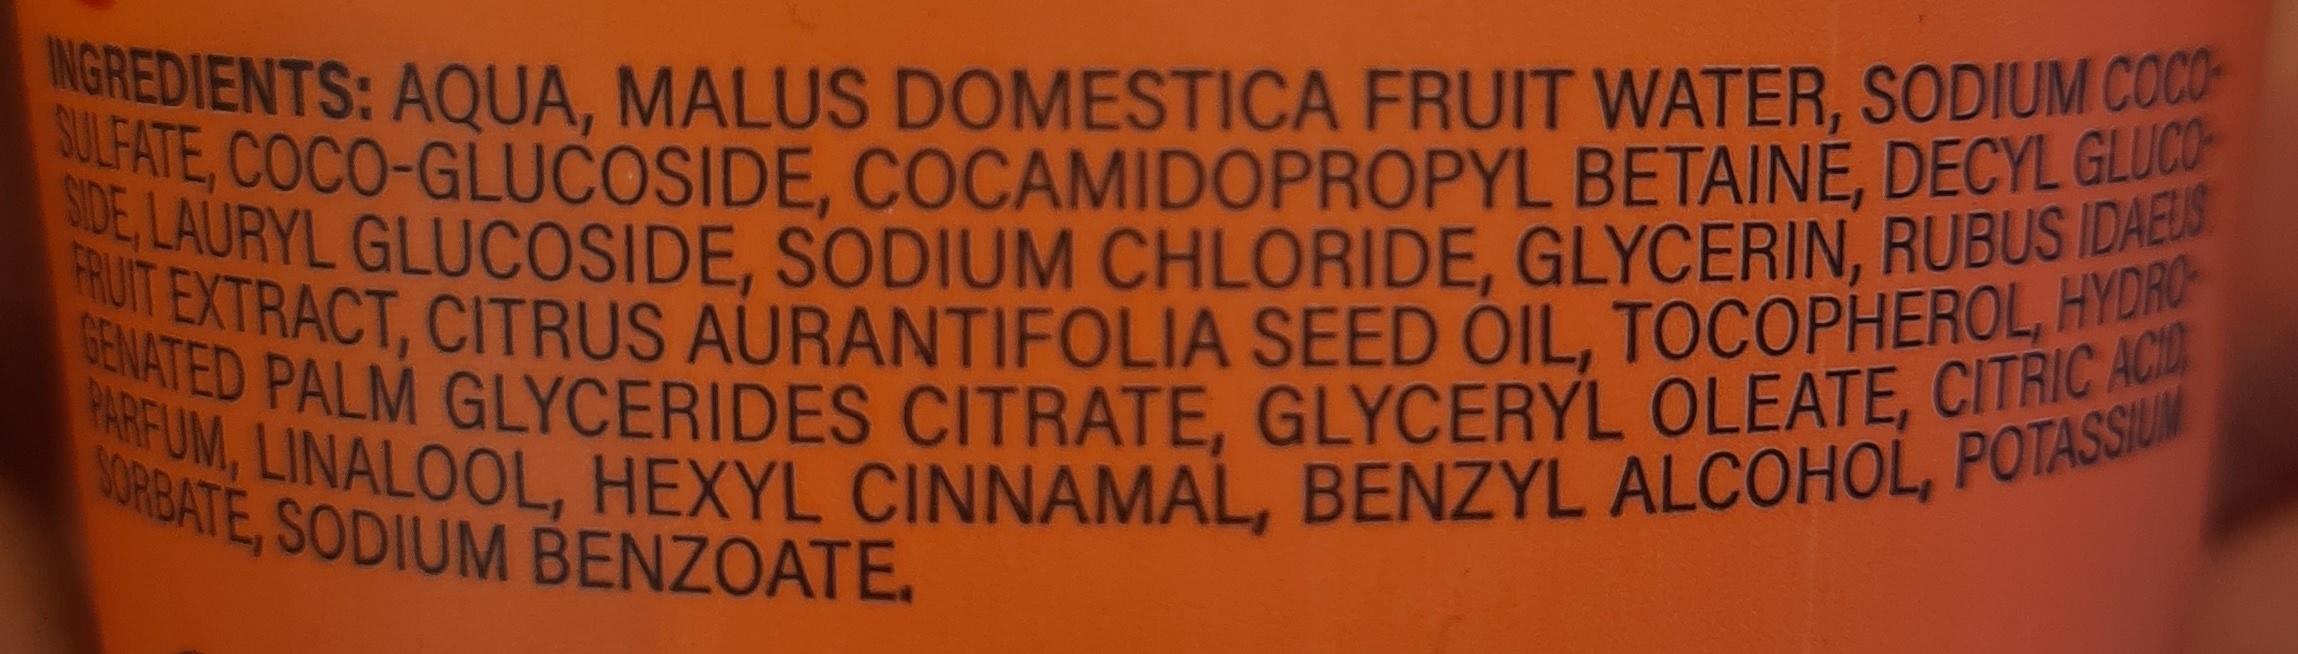 INGREDIENTS: AQUA, MALUS DOMESTICA FRUIT WATER, SODIUM COCO-
SULFATE, COCO-GLUCOSIDE, COCAMIDOPROPYL BETAINE, DECYL GLUCO-
SIDE, LAURYL GLUCOSIDE, SODIUM CHLORIDE, GLYCERIN, RUBUS IDAEUS
FRUIT EXTRACT, CITRUS AURANTIFOLIA SEED OIL, TOCOPHEROL, HYDRO-
GENATED PALM GLYCERIDES CITRATE, GLYCERYL OLEATE, CITRIC ACID,
PARFUM, LINALOOL, HEXYL CINNAMAL, BENZYL ALCOHOL, POTASSIUM
SORBATE, SODIUM BENZOATE.